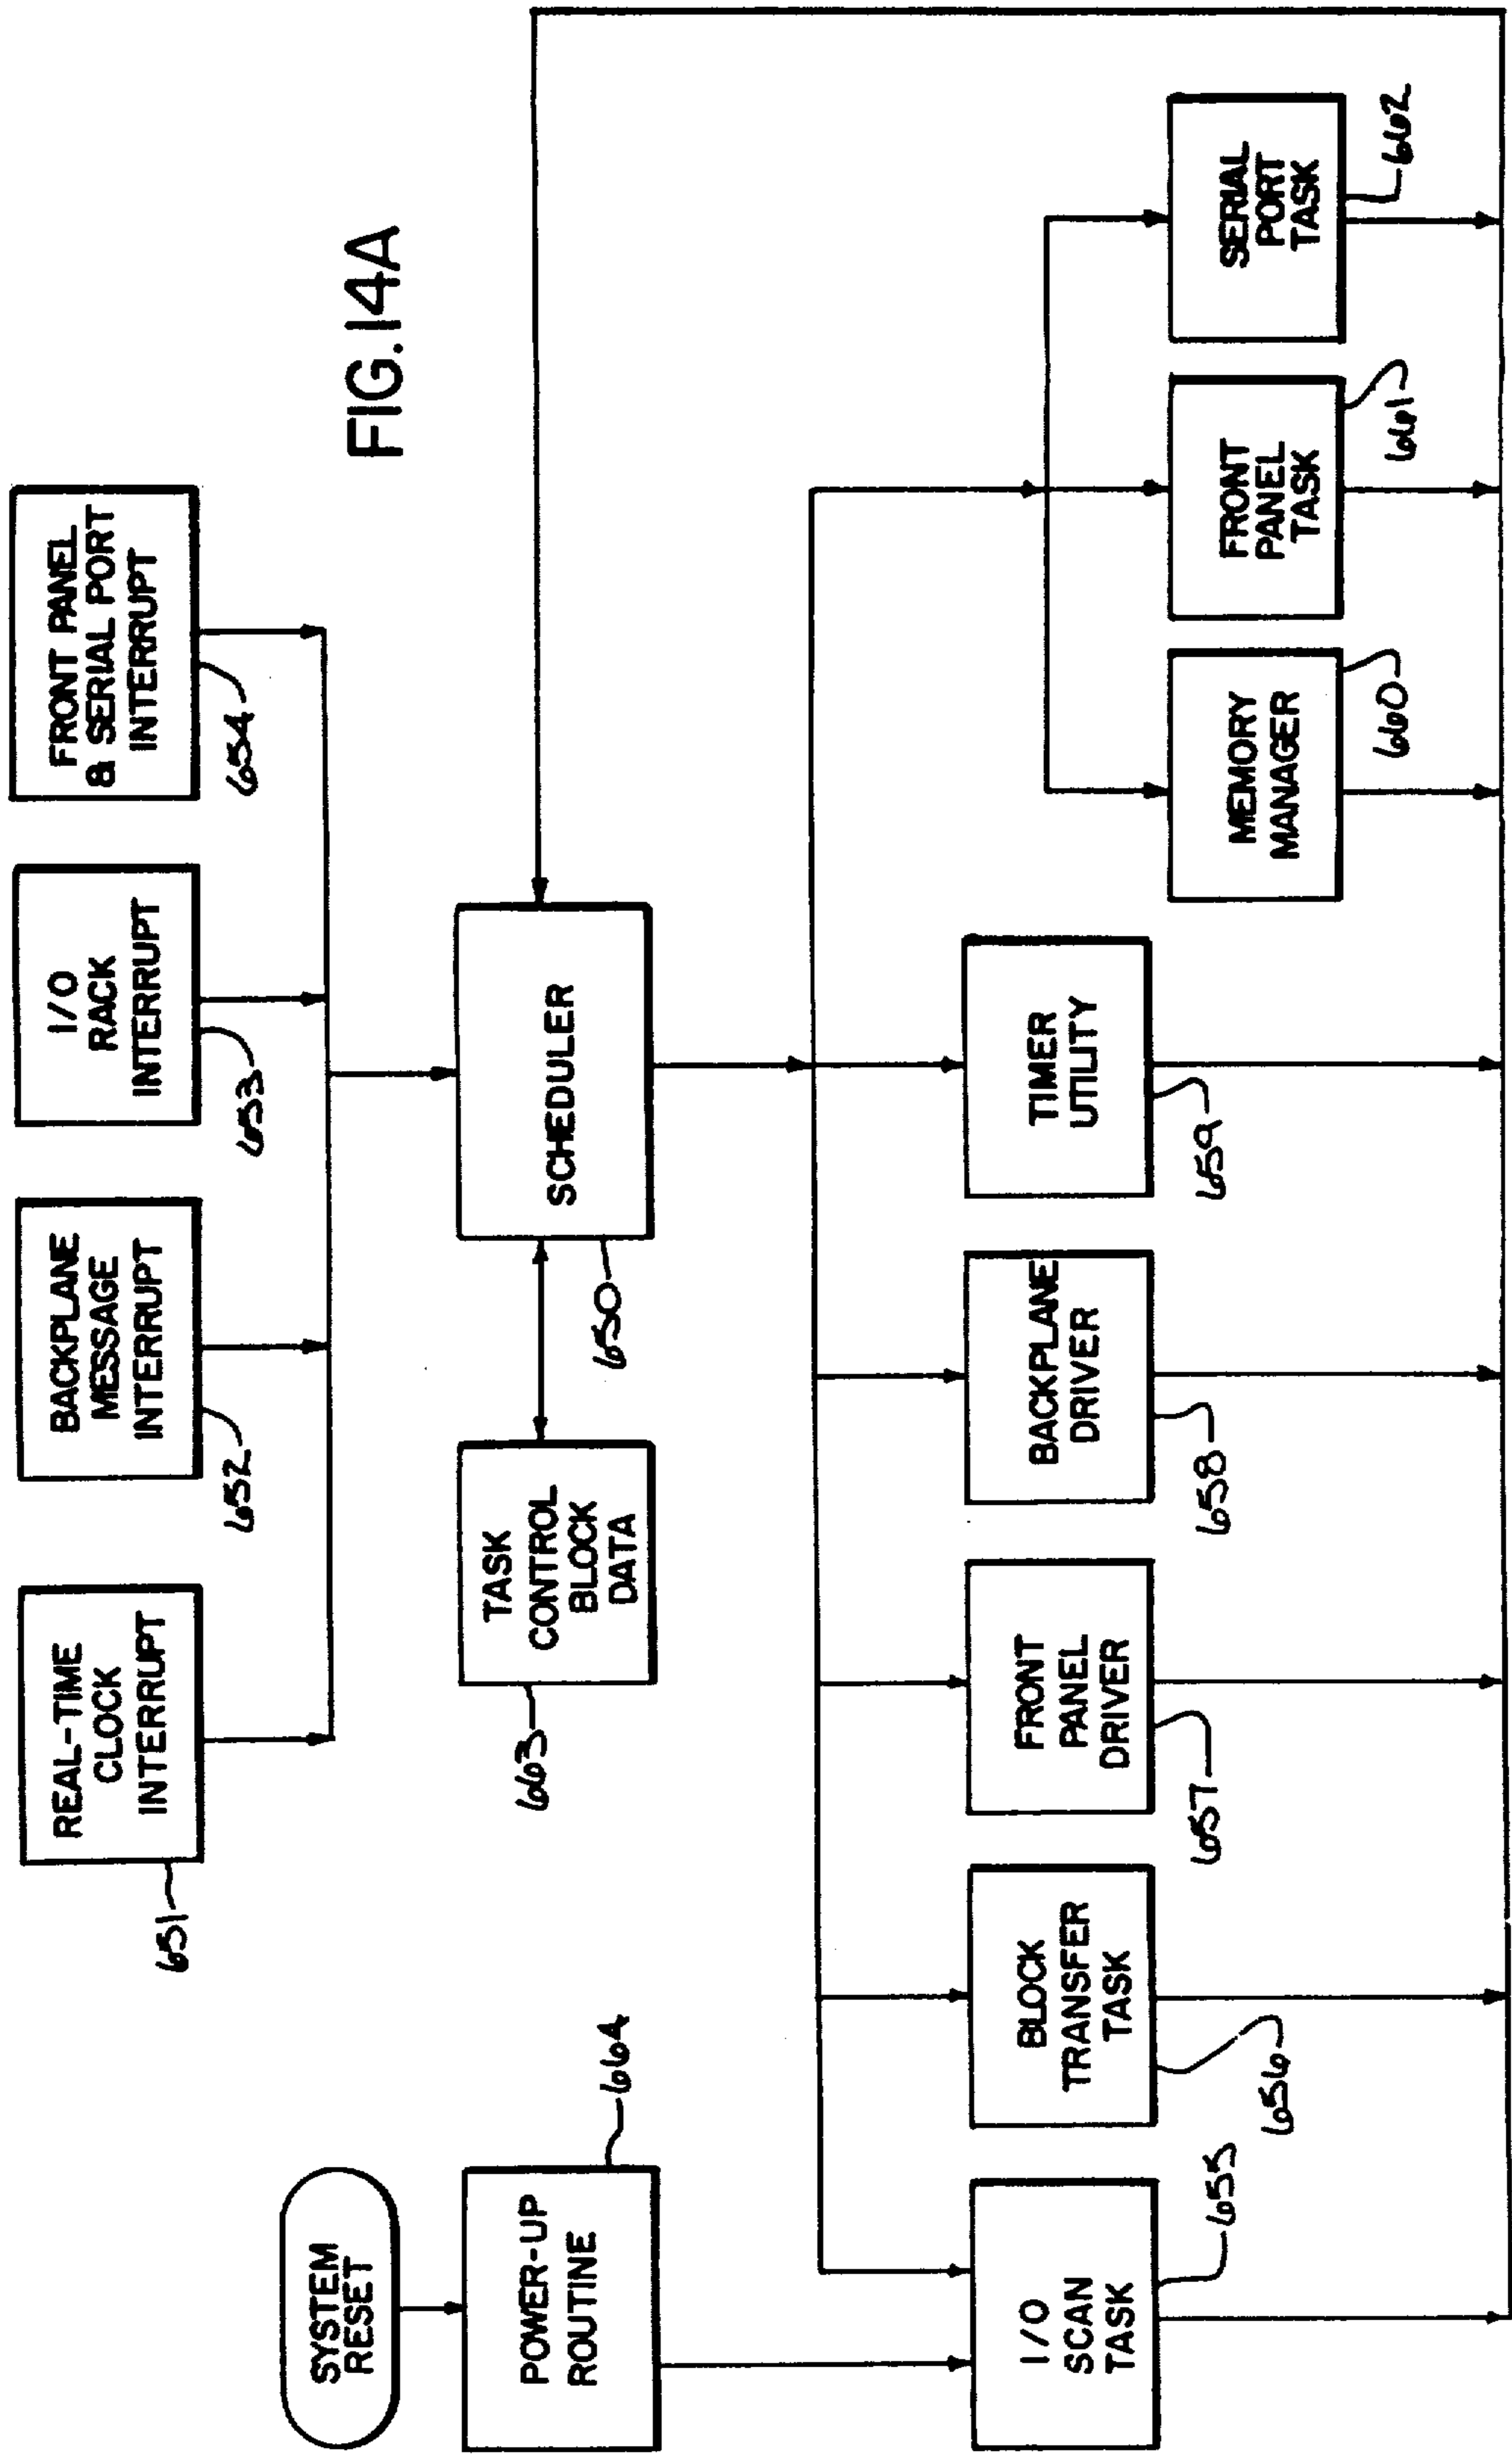 FIG. 14A
REAL-TIME
CLOCK
INTERRUPT
651
BACKPLANE
MESSAGE
INTERRUPT
652
I/O
RACK
INTERRUPT
653
FRONT PANEL
& SERIAL PORT
INTERRUPT
654
SYSTEM
RESET
POWER-UP
ROUTINE
664
TASK
CONTROL
BLOCK
DATA
663
SCHEDULER
650
I/O
SCAN
TASK
655
BLOCK
TRANSFER
TASK
656
FRONT
PANEL
DRIVER
657
BACKPLANE
DRIVER
658
TIMER
UTILITY
659
MEMORY
MANAGER
660
FRONT
PANEL
TASK
661
SERIAL
PORT
TASK
662